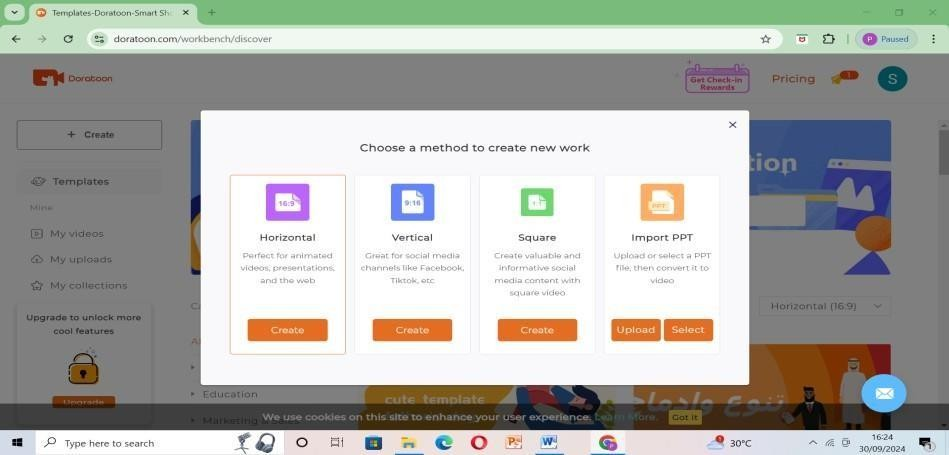 Templates-Doratoon-Smart Sh
doratoon.com/workbench/discover
P Paused
Doratoon
Get Check-in
Rewards
Pricing
1
S
+ Create
Templates
Mine
My videos
My uploads
My collections
Upgrade to unlock more
cool features
Upgrade
Choose a method to create new work
16:9
Horizontal
Perfect for animated
videos, presentations,
and the web
Create
9:16
Vertical
Great for social media
channels like Facebook,
Tiktok, etc
Create
1:1
Square
Create valuable and
informative social
media content with
square video
Create
PPT
Import PPT
Upload or select a PPT
file, then convert it to
video
Upload
Select
Horizontal (16:9)
Education
Marketing & Sales
cute template
تنوع وادماج
We use cookies on this site to enhance your user experience. Learn More. Got it
Type here to search
30°C
16:24
30/09/2024